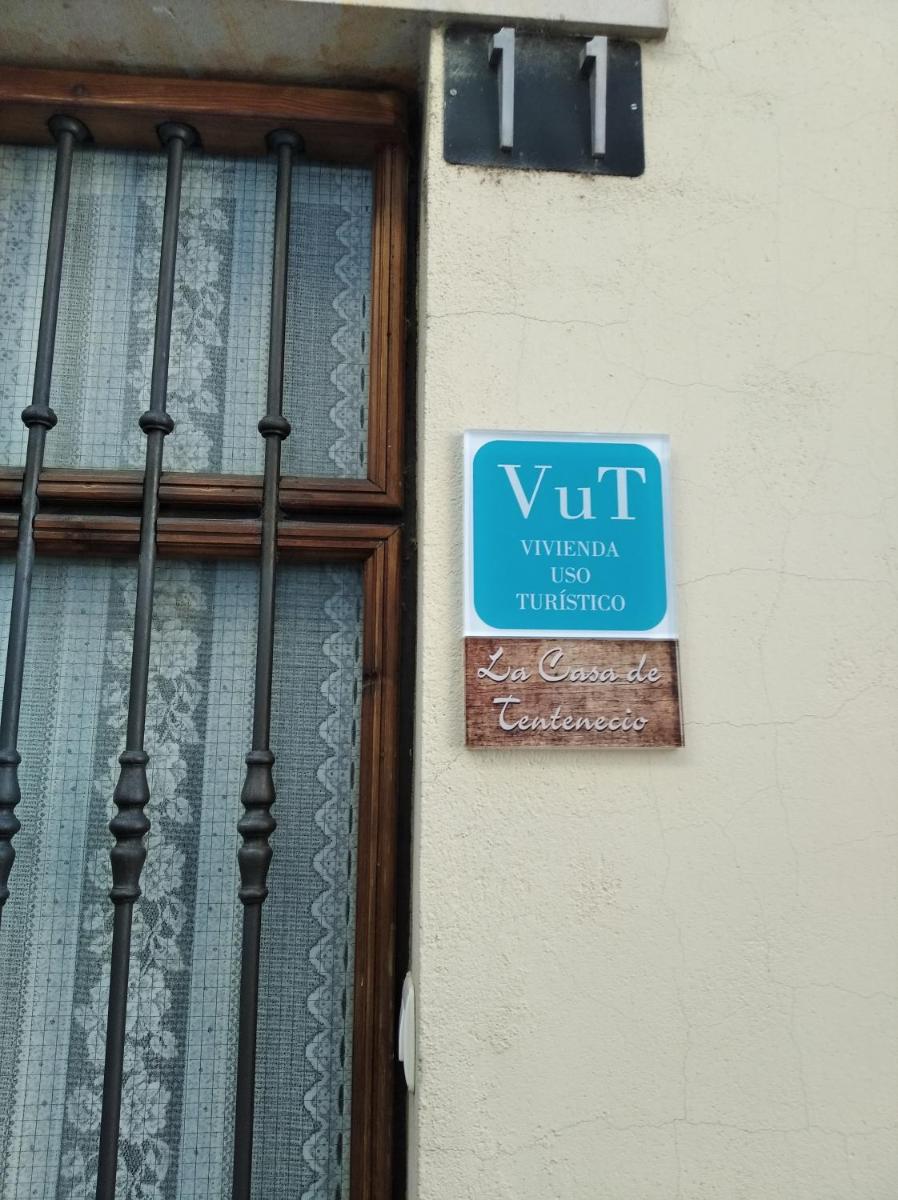 11
VuT
VIVIENDA
USO
TURÍSTICO
La Casa de
Tentenecio